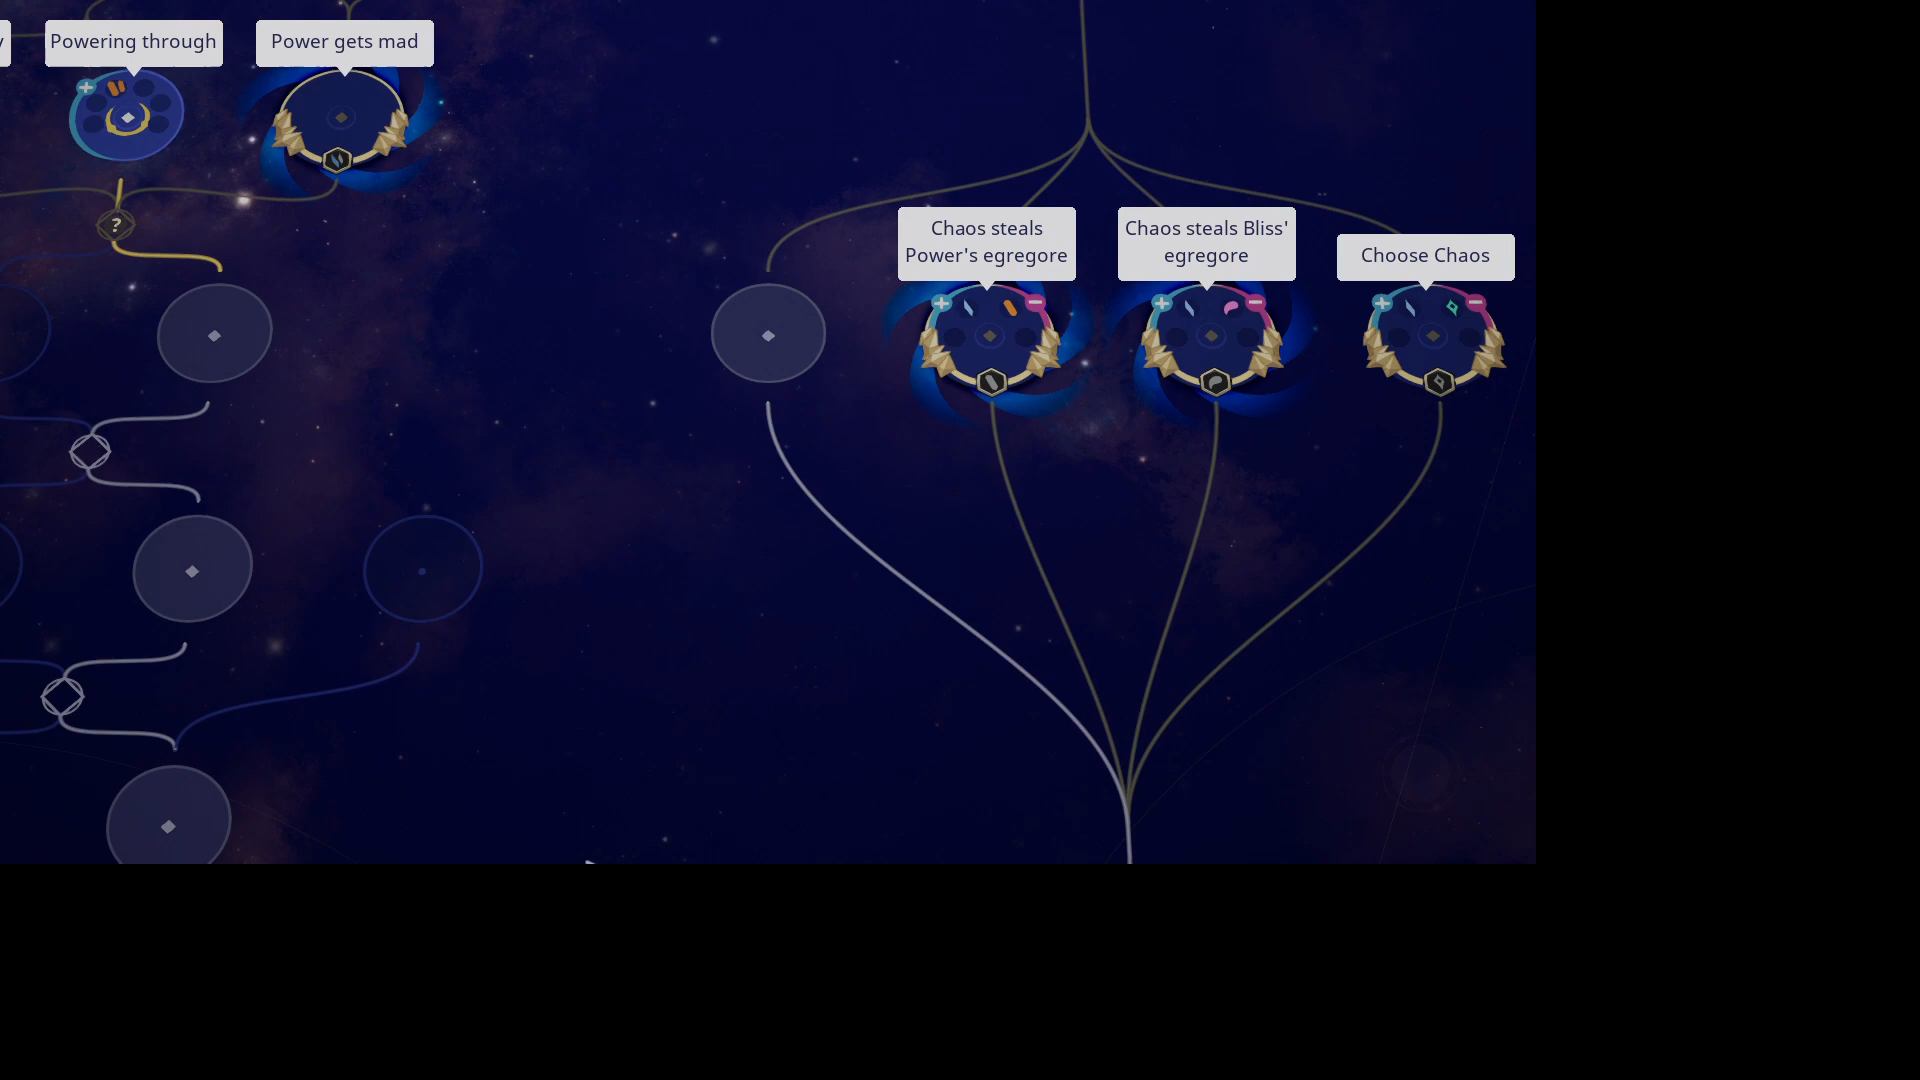 Powering through
Power gets mad
Chaos steals
Power's egregore
Chaos steals Bliss'
egregore
Choose Chaos
?